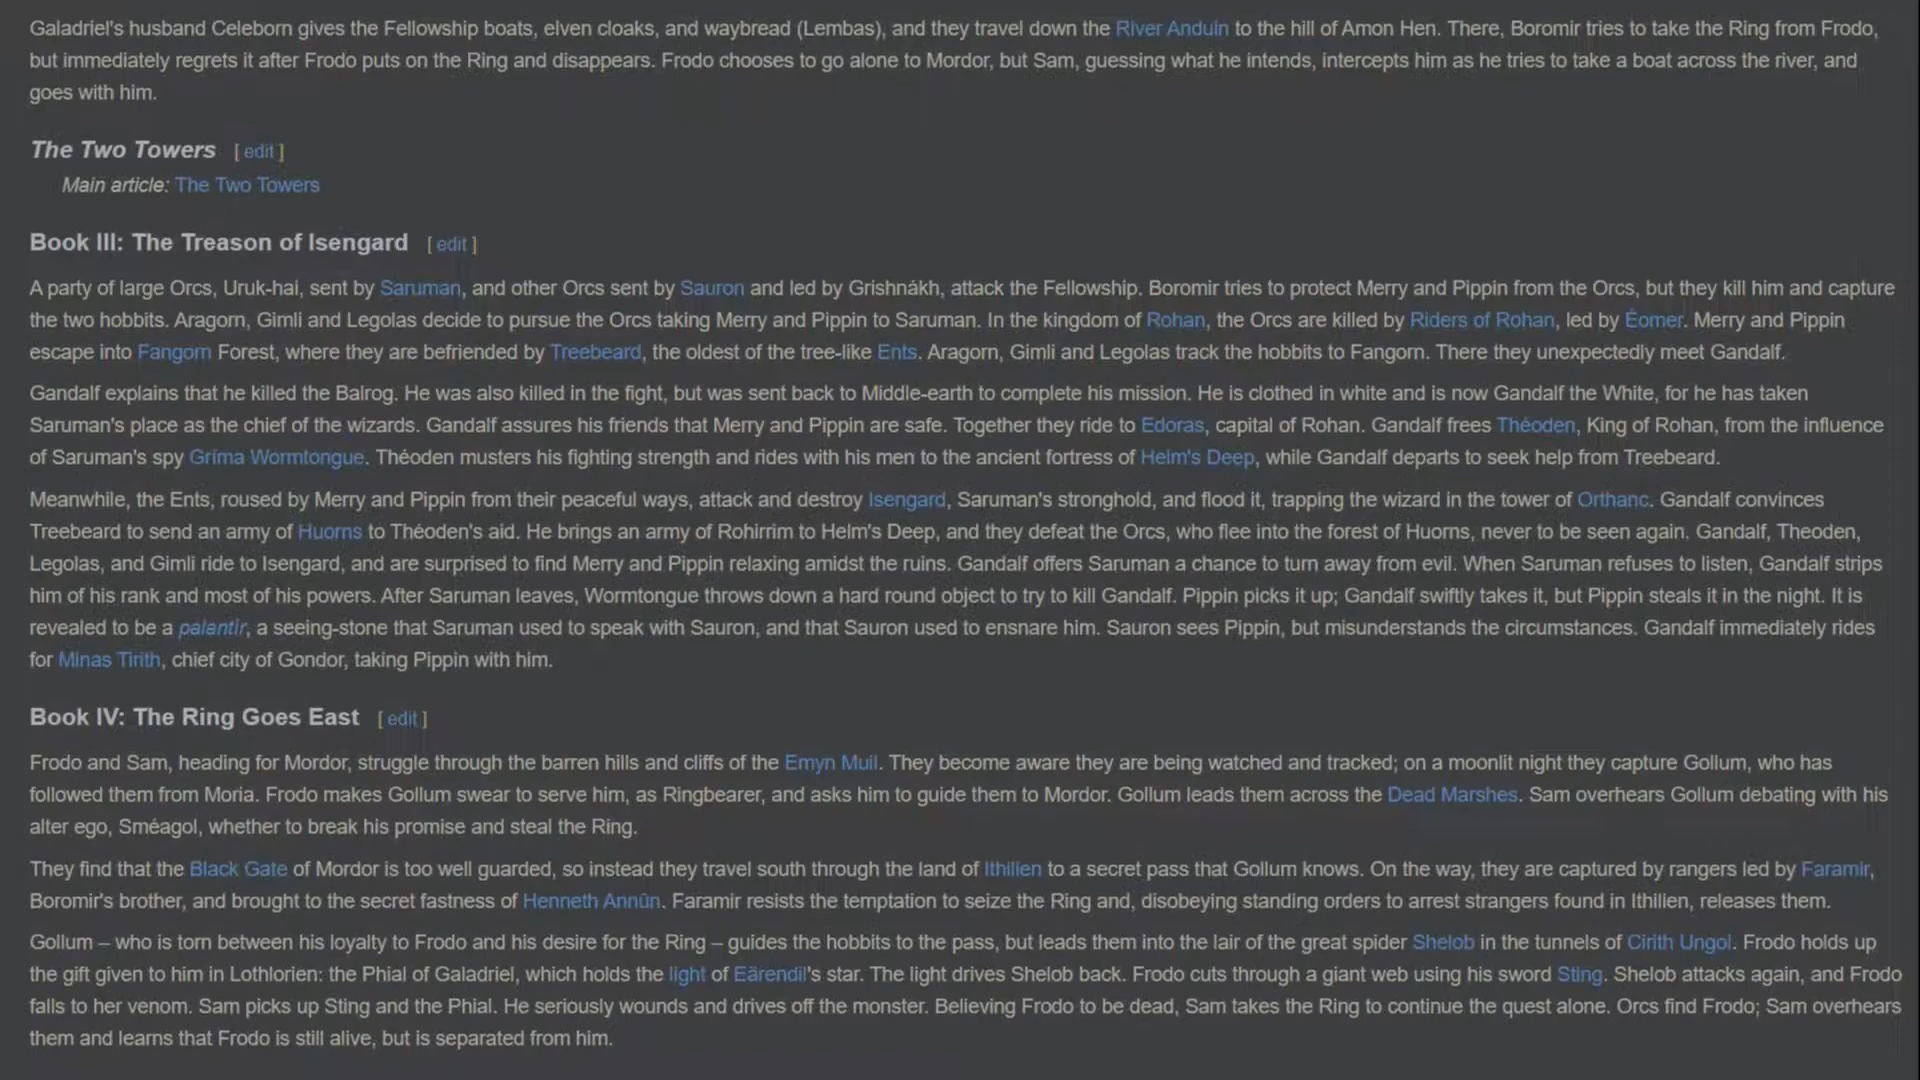 Galadriel's husband Celeborn gives the Fellowship boats, elven cloaks, and waybread (Lembas), and they travel down the River Anduin to the hill of Amon Hen. There, Boromir tries to take the Ring from Frodo,
but immediately regrets it after Frodo puts on the Ring and disappears. Frodo chooses to go alone to Mordor, but Sam, guessing what he intends, intercepts him as he tries to take a boat across the river, and
goes with him.
The Two Towers [ edit ]
Main article: The Two Towers
Book III: The Treason of Isengard [ edit ]
A party of large Orcs, Uruk-hai, sent by Saruman, and other Orcs sent by Sauron and led by Grishnákh, attack the Fellowship. Boromir tries to protect Merry and Pippin from the Orcs, but they kill him and capture
the two hobbits. Aragorn, Gimli and Legolas decide to pursue the Orcs taking Merry and Pippin to Saruman. In the kingdom of Rohan, the Orcs are killed by Riders of Rohan, led by Éomer. Merry and Pippin
escape into Fangorn Forest, where they are befriended by Treebeard, the oldest of the tree-like Ents. Aragorn, Gimli and Legolas track the hobbits to Fangorn. There they unexpectedly meet Gandalf.
Gandalf explains that he killed the Balrog. He was also killed in the fight, but was sent back to Middle-earth to complete his mission. He is clothed in white and is now Gandalf the White, for he has taken
Saruman's place as the chief of the wizards. Gandalf assures his friends that Merry and Pippin are safe. Together they ride to Edoras, capital of Rohan. Gandalf frees Théoden, King of Rohan, from the influence
of Saruman's spy Gríma Wormtongue. Théoden musters his fighting strength and rides with his men to the ancient fortress of Helm's Deep, while Gandalf departs to seek help from Treebeard.
Meanwhile, the Ents, roused by Merry and Pippin from their peaceful ways, attack and destroy Isengard, Saruman's stronghold, and flood it, trapping the wizard in the tower of Orthanc. Gandalf convinces
Treebeard to send an army of Huorns to Théoden's aid. He brings an army of Rohirrim to Helm's Deep, and they defeat the Orcs, who flee into the forest of Huorns, never to be seen again. Gandalf, Theoden,
Legolas, and Gimli ride to Isengard, and are surprised to find Merry and Pippin relaxing amidst the ruins. Gandalf offers Saruman a chance to turn away from evil. When Saruman refuses to listen, Gandalf strips
him of his rank and most of his powers. After Saruman leaves, Wormtongue throws down a hard round object to try to kill Gandalf. Pippin picks it up; Gandalf swiftly takes it, but Pippin steals it in the night. It is
revealed to be a palantír, a seeing-stone that Saruman used to speak with Sauron, and that Sauron used to ensnare him. Sauron sees Pippin, but misunderstands the circumstances. Gandalf immediately rides
for Minas Tirith, chief city of Gondor, taking Pippin with him.
Book IV: The Ring Goes East [ edit ]
Frodo and Sam, heading for Mordor, struggle through the barren hills and cliffs of the Emyn Muil. They become aware they are being watched and tracked; on a moonlit night they capture Gollum, who has
followed them from Moria. Frodo makes Gollum swear to serve him, as Ringbearer, and asks him to guide them to Mordor. Gollum leads them across the Dead Marshes. Sam overhears Gollum debating with his
alter ego, Sméagol, whether to break his promise and steal the Ring.
They find that the Black Gate of Mordor is too well guarded, so instead they travel south through the land of Ithilien to a secret pass that Gollum knows. On the way, they are captured by rangers led by Faramir,
Boromir's brother, and brought to the secret fastness of Henneth Annûn. Faramir resists the temptation to seize the Ring and, disobeying standing orders to arrest strangers found in Ithilien, releases them.
Gollum – who is torn between his loyalty to Frodo and his desire for the Ring – guides the hobbits to the pass, but leads them into the lair of the great spider Shelob in the tunnels of Cirith Ungol. Frodo holds up
the gift given to him in Lothlorien: the Phial of Galadriel, which holds the light of Eärendil's star. The light drives Shelob back. Frodo cuts through a giant web using his sword Sting. Shelob attacks again, and Frodo
falls to her venom. Sam picks up Sting and the Phial. He seriously wounds and drives off the monster. Believing Frodo to be dead, Sam takes the Ring to continue the quest alone. Orcs find Frodo; Sam overhears
them and learns that Frodo is still alive, but is separated from him.